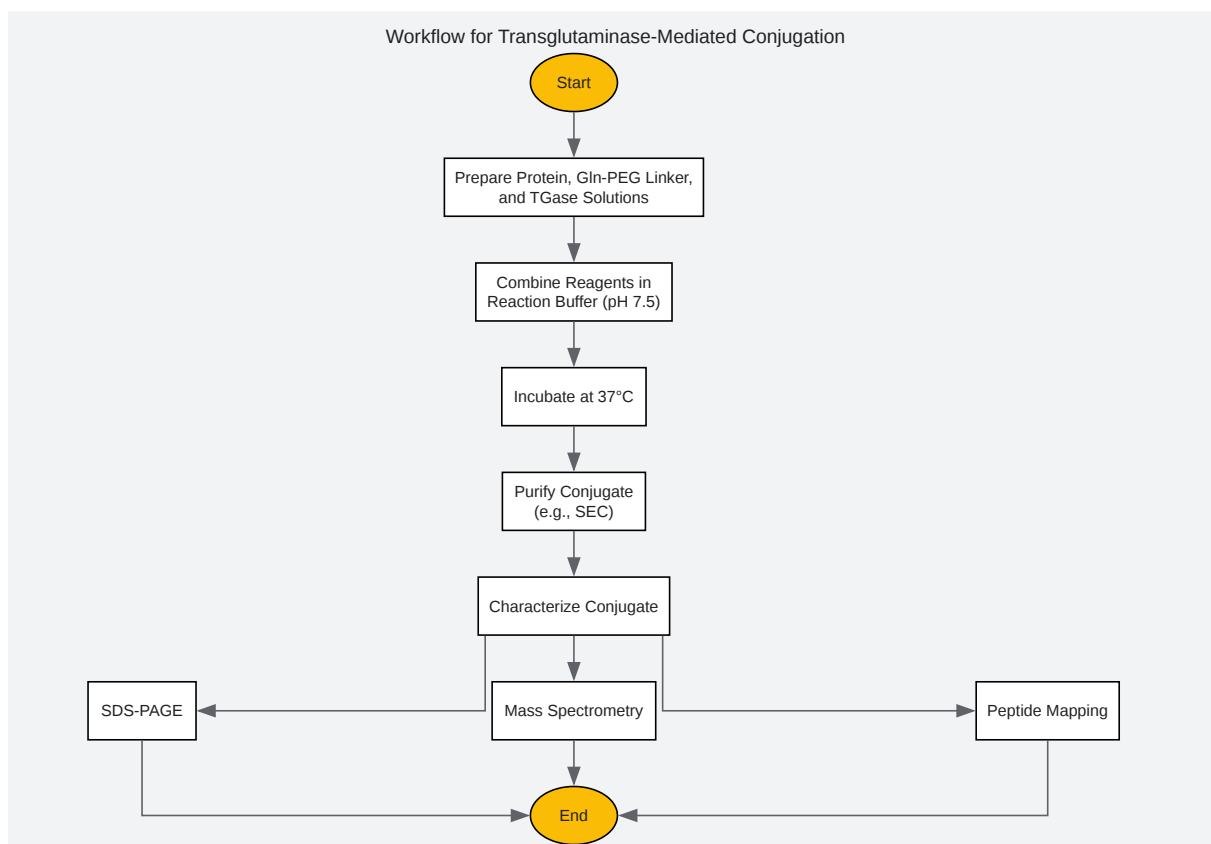 Workflow for Transglutaminase-Mediated Conjugation
Start
Prepare Protein, Gln-PEG Linker,
and TGase Solutions
Combine Reagents in
Reaction Buffer (pH 7.5)
Incubate at 37°C
Purify Conjugate
(e.g., SEC)
Characterize Conjugate
SDS-PAGE
Mass Spectrometry
Peptide Mapping
End